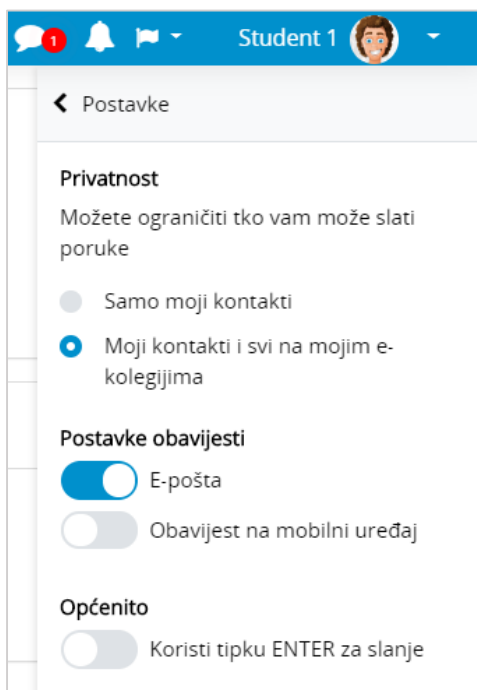 1
Student 1
Postavke
Privatnost
Možete ograničiti tko vam može slati
poruke
Samo moji kontakti
Moji kontakti i svi na mojim e-
kolegijima
Postavke obavijesti
E-pošta
Obavijest na mobilni uređaj
Općenito
Koristi tipku ENTER za slanje